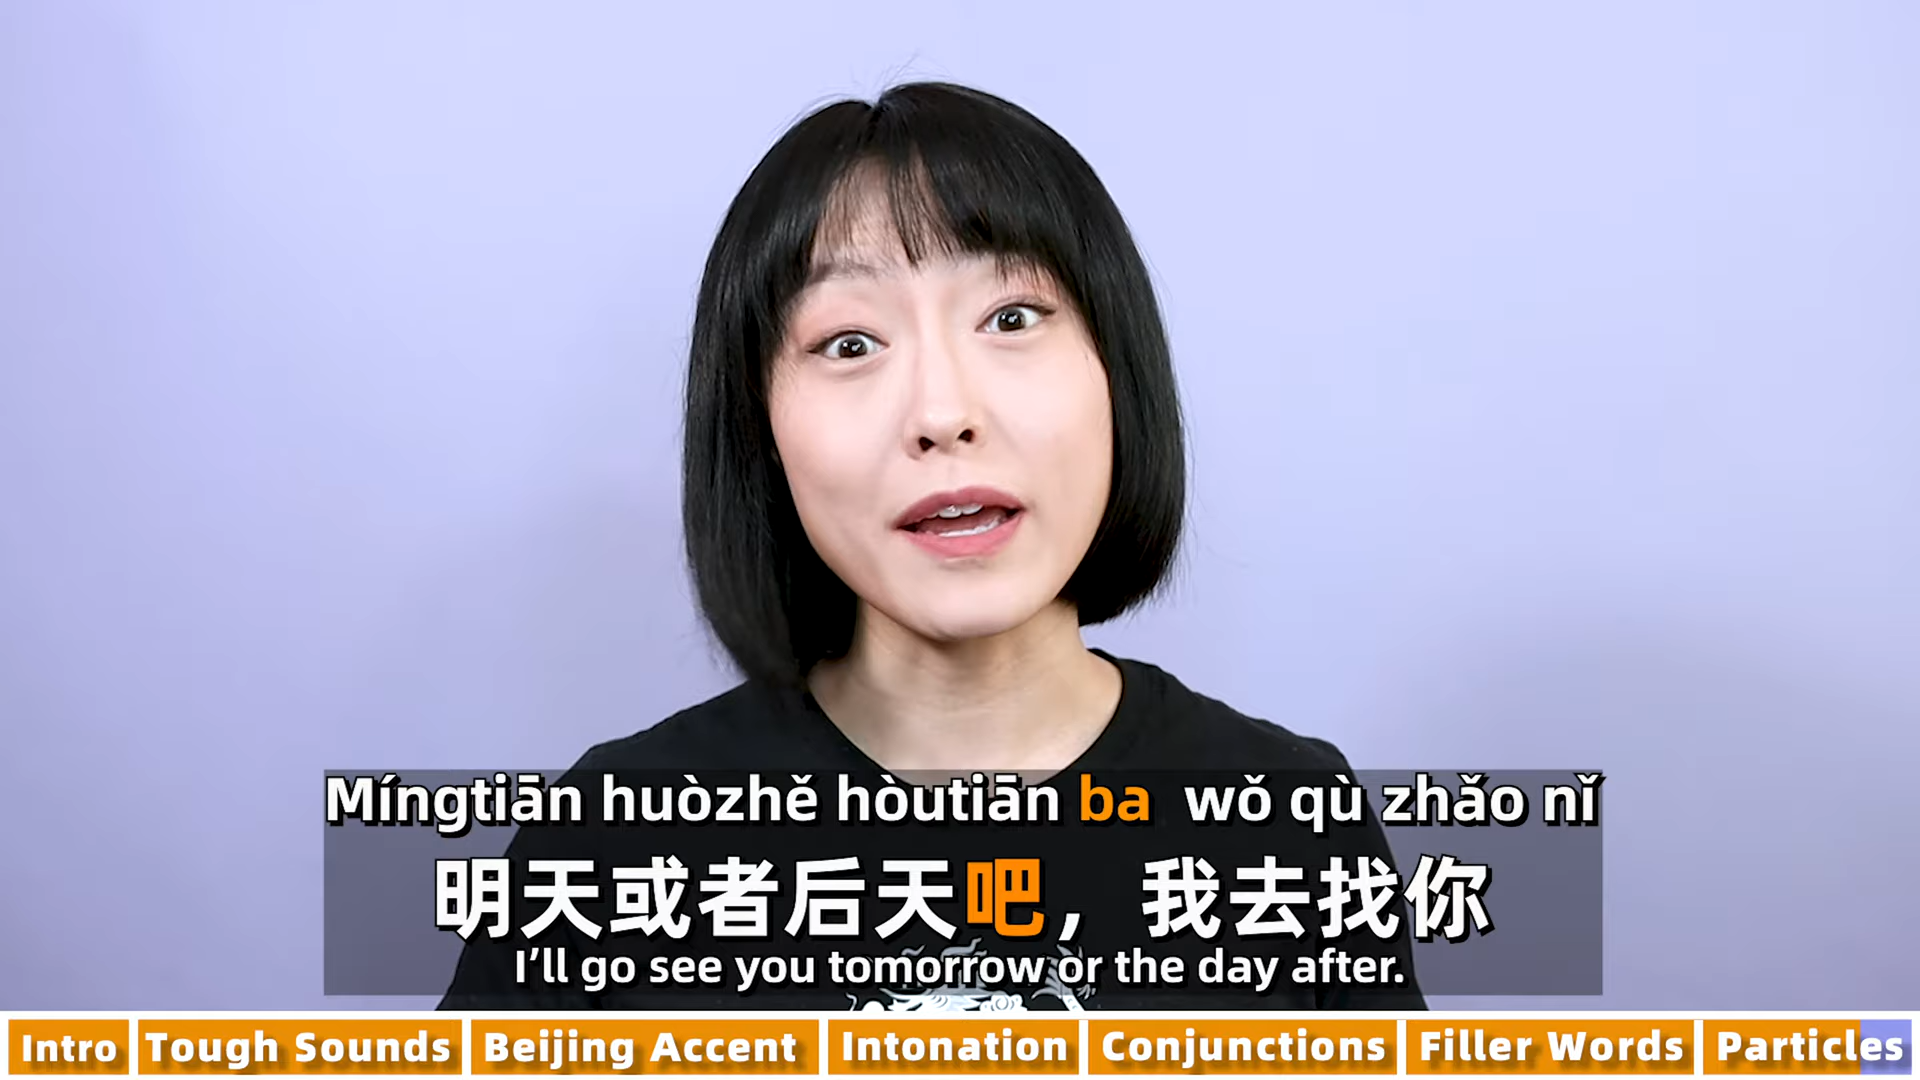 Míngtiān huòzhě hòutiān ba wǒ qù zhǎo nǐ
明天或者后天吧，我去找你
I’ll go see you tomorrow or the day after.
Intro Tough Sounds Beijing Accent Intonation Conjunctions Filler Words Particles